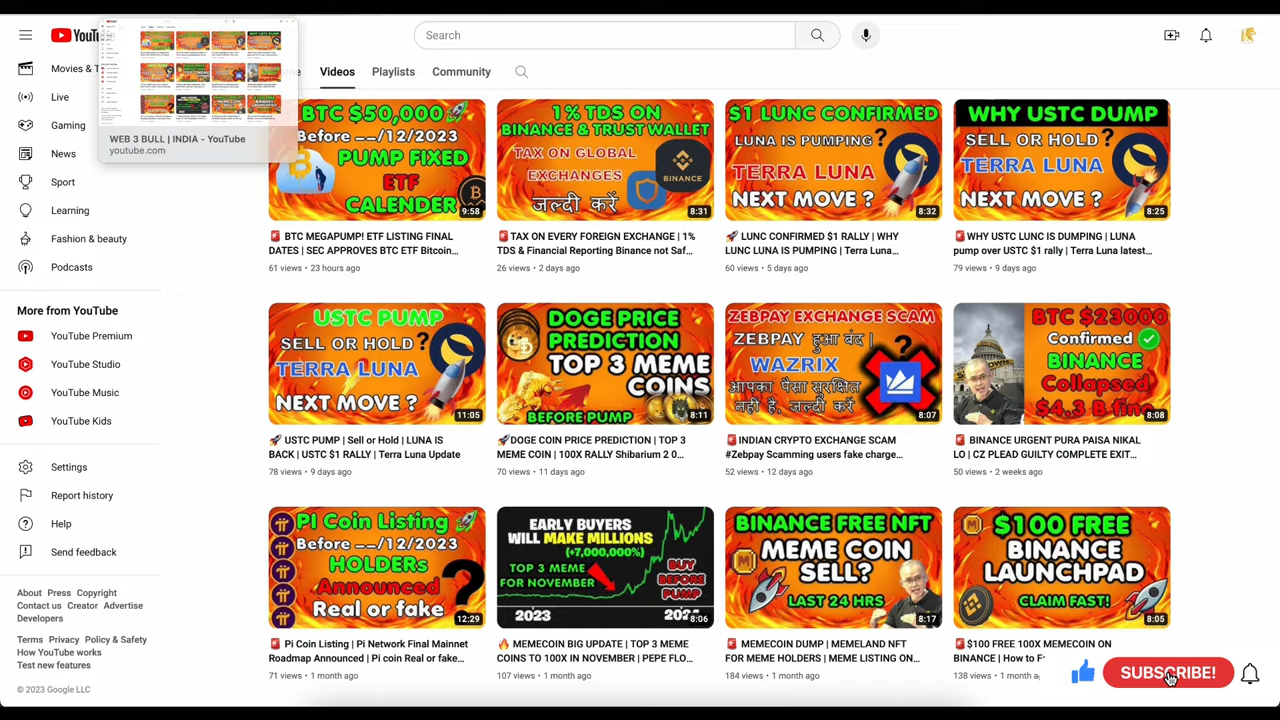 YouTube
WEB 3 BULL | INDIA - YouTube
youtube.com
Search
Videos
Playlists
Community
Movies & T
Live
Gaming
News
Sport
Learning
Fashion & beauty
Podcasts
More from YouTube
YouTube Premium
YouTube Studio
YouTube Music
YouTube Kids
Settings
Report history
Help
Send feedback
About Press Copyright
Contact us Creator Advertise
Developers
Terms Privacy Policy & Safety
How YouTube works
Test new features
© 2023 Google LLC
BTC $50,000
Before --/12/2023
PUMP FIXED
ETF
CALENDER
9:58
🚨 BTC MEGAPUMP! ETF LISTING FINAL
DATES | SEC APPROVES BTC ETF Bitcoin...
61 views • 23 hours ago
1% TDS ON
BINANCE & TRUST WALLET
TAX ON GLOBAL
EXCHANGES
जल्दी करें
BINANCE
8:31
🚨TAX ON EVERY FOREIGN EXCHANGE | 1%
TDS & Financial Reporting Binance not Saf...
26 views • 2 days ago
$1 LUNC CONFIRMED
LUNA IS PUMPING?
TERRA LUNA
NEXT MOVE ?
8:32
🚀 LUNC CONFIRMED $1 RALLY | WHY
LUNC LUNA IS PUMPING | Terra Luna...
60 views • 5 days ago
WHY USTC DUMP
SELL OR HOLD?
TERRA LUNA
NEXT MOVE ?
8:25
🚨WHY USTC LUNC IS DUMPING | LUNA
pump over USTC $1 rally | Terra Luna latest...
79 views • 9 days ago
USTC PUMP
SELL OR HOLD?
TERRA LUNA
NEXT MOVE ?
11:05
🚀 USTC PUMP | Sell or Hold | LUNA IS
BACK | USTC $1 RALLY | Terra Luna Update
78 views • 9 days ago
DOGE PRICE
PREDICTION
TOP 3 MEME
COINS
BEFORE PUMP
8:11
🚀DOGE COIN PRICE PREDICTION | TOP 3
MEME COIN | 100X RALLY Shibarium 2 0...
70 views • 11 days ago
ZEBPAY EXCHANGE SCAM
ZEBPAY हुआ बंद |
WAZRIX ?
आपका पैसा सुरक्षित
नही है, जल्दी करें
8:07
🚨INDIAN CRYPTO EXCHANGE SCAM
#Zebpay Scamming users fake charge...
52 views • 12 days ago
BTC $23000
Confirmed
BINANCE
Collapsed
$4.3 B fine
8:08
🚨 BINANCE URGENT PURA PAISA NIKAL
LO | CZ PLEAD GUILTY COMPLETE EXIT...
50 views • 2 weeks ago
PI Coin Listing
Before --/12/2023
HOLDERS
Announced
Real or fake
?
12:29
🚨 Pi Coin Listing | Pi Network Final Mainnet
Roadmap Announced | Pi coin Real or fake...
71 views • 1 month ago
EARLY BUYERS
WILL MAKE MILLIONS
(+7,000,000%)
TOP 3 MEME
FOR NOVEMBER
BUY
BEFORE
PUMP
2023
8:06
🔥 MEMECOIN BIG UPDATE | TOP 3 MEME
COINS TO 100X IN NOVEMBER | PEPE FLO...
107 views • 1 month ago
BINANCE FREE NFT
MEME COIN
SELL?
LAST 24 HRS
8:17
🚨 MEMECOIN DUMP | MEMELAND NFT
FOR MEME HOLDERS | MEME LISTING ON...
184 views • 1 month ago
$100 FREE
BINANCE
LAUNCHPAD
CLAIM FAST!
8:05
🚨$100 FREE 100X MEMECOIN ON
BINANCE | How to F
138 views • 1 month
SUBSCRIBE!